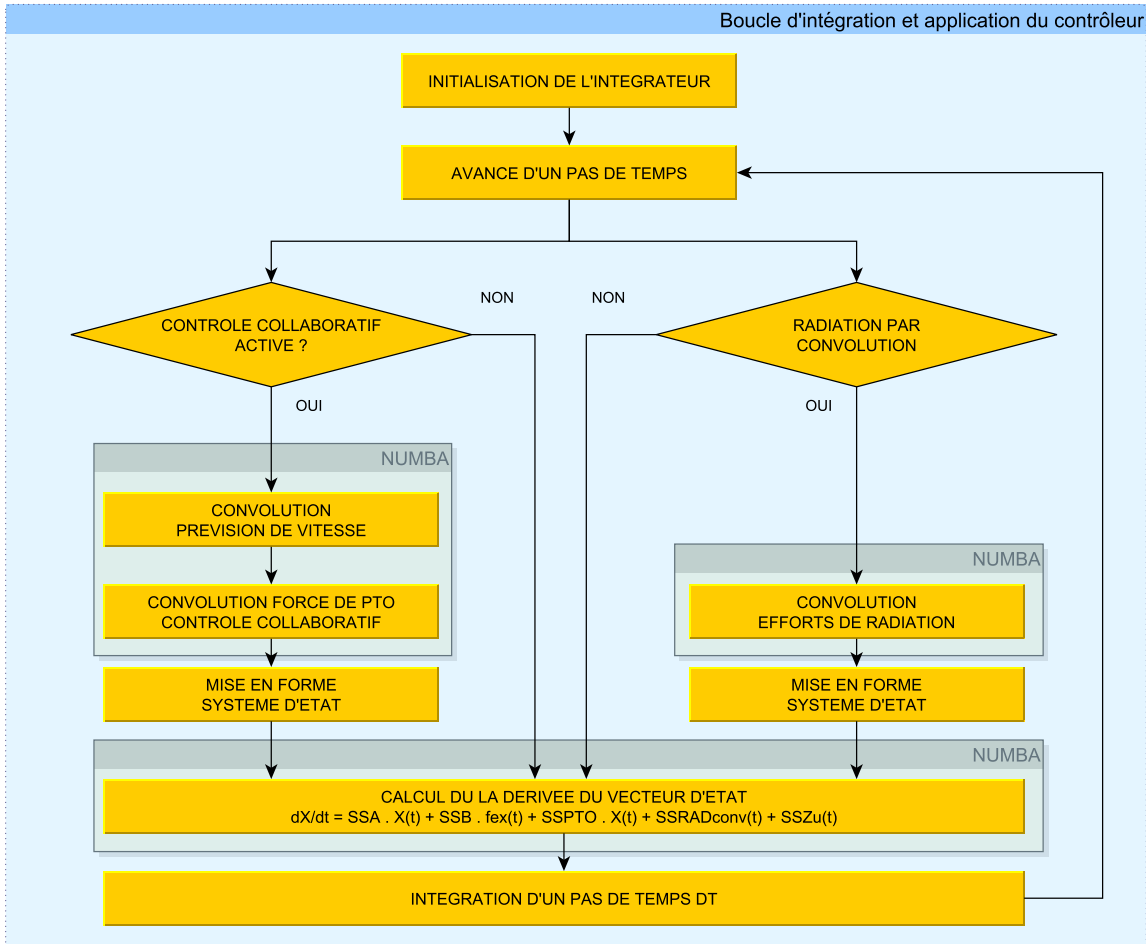 Boucle d'intégration et application du contrôleur
INITIALISATION DE L'INTEGRATEUR
AVANCE D'UN PAS DE TEMPS
NON
NON
CONTROLE COLLABORATIF
ACTIVE ?
RADIATION PAR
CONVOLUTION
OUI
OUI
NUMBA
CONVOLUTION
PREVISION DE VITESSE
NUMBA
CONVOLUTION FORCE DE PTO
CONTROLE COLLABORATIF
CONVOLUTION
EFFORTS DE RADIATION
MISE EN FORME
SYSTEME D'ETAT
MISE EN FORME
SYSTEME D'ETAT
NUMBA
CALCUL DU LA DERIVEE DU VECTEUR D'ETAT
dX/dt = SSA . X(t) + SSB . fex(t) + SSPTO . X(t) + SSRADconv(t) + SSZu(t)
INTEGRATION D'UN PAS DE TEMPS DT